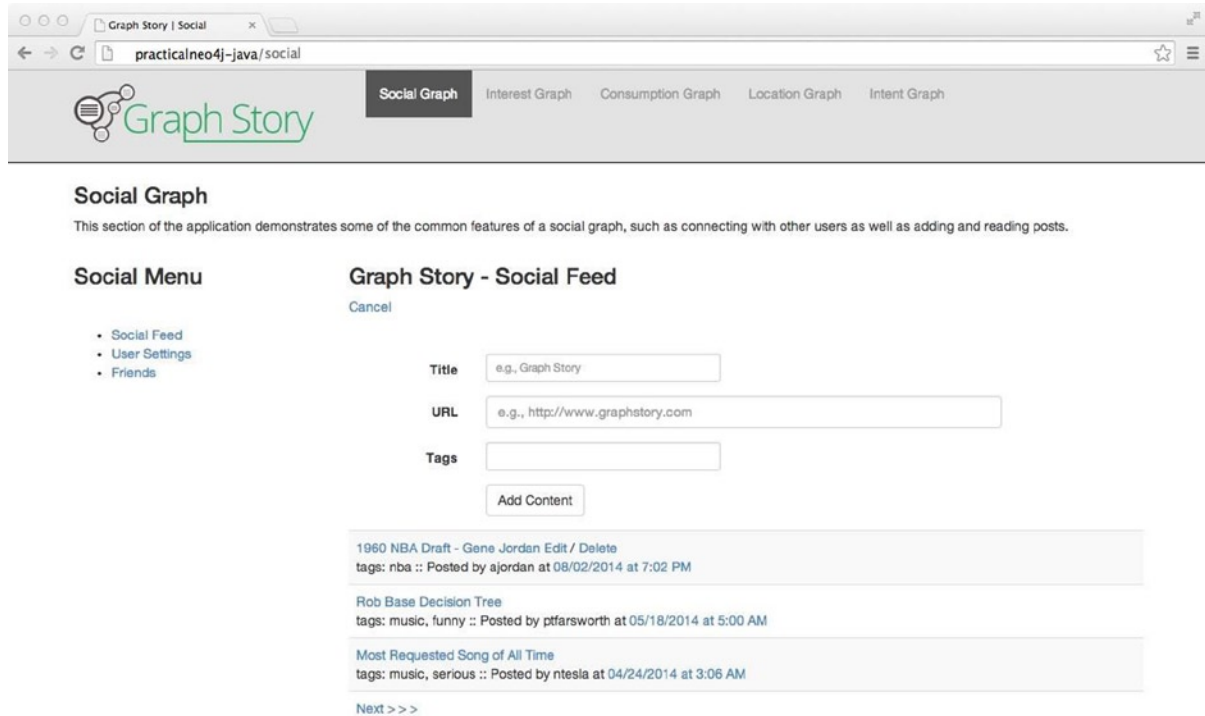 Graph Story | Social
practicalneo4j-java/social
Graph Story
Social Graph Interest Graph Consumption Graph Location Graph Intent Graph
Social Graph
This section of the application demonstrates some of the common features of a social graph, such as connecting with other users as well as adding and reading posts.
Social Menu
• Social Feed
• User Settings
• Friends
Graph Story - Social Feed
Cancel
Title e.g., Graph Story
URL e.g., http://www.graphstory.com
Tags
Add Content
1960 NBA Draft - Gene Jordan Edit / Delete
tags: nba :: Posted by ajordan at 08/02/2014 at 7:02 PM
Rob Base Decision Tree
tags: music, funny :: Posted by ptfarsworth at 05/18/2014 at 5:00 AM
Most Requested Song of All Time
tags: music, serious :: Posted by ntesla at 04/24/2014 at 3:06 AM
Next > > >